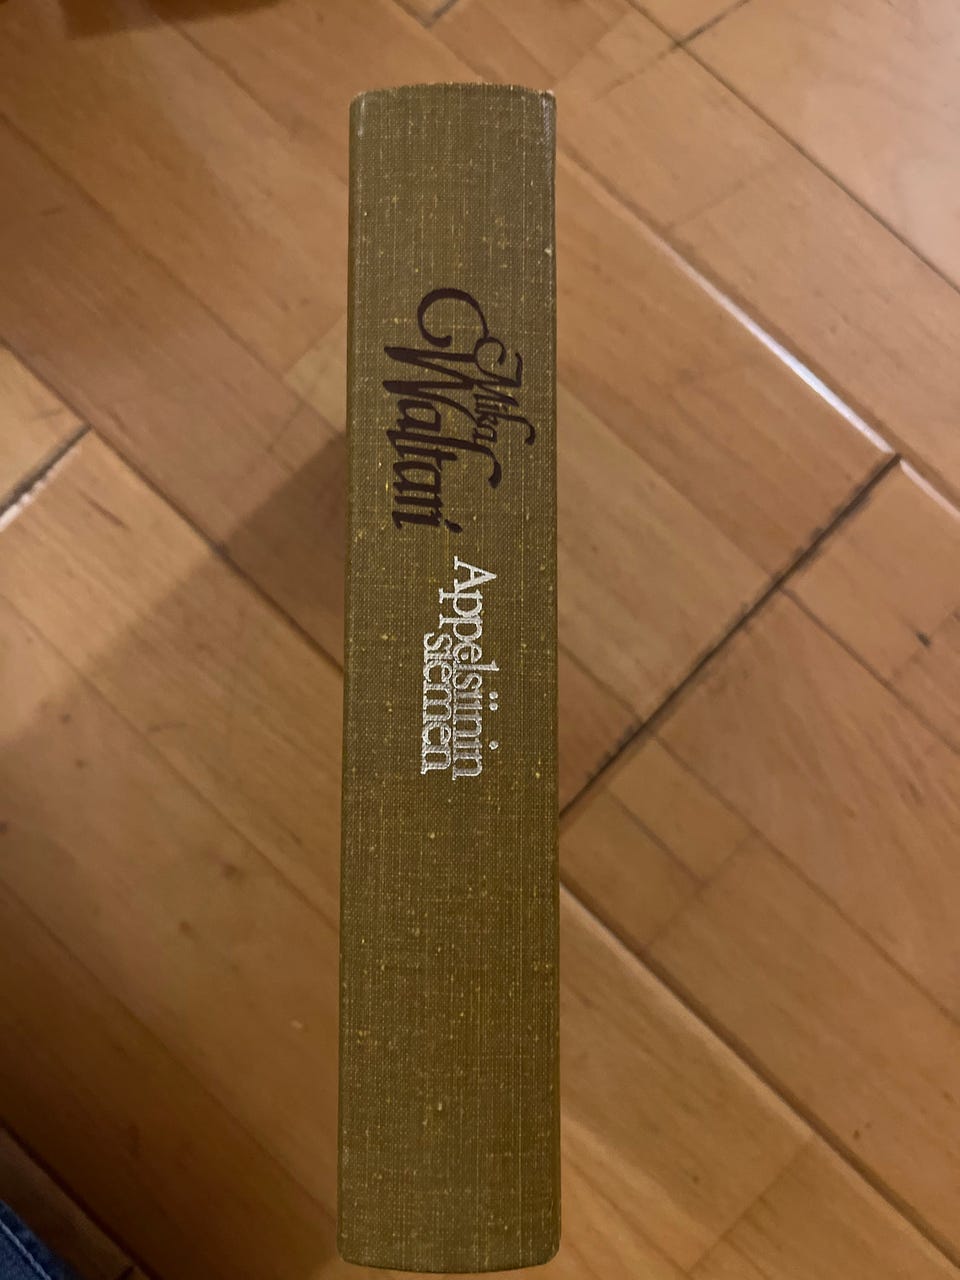 Mika
Waltari
Appelsiinin
siemen